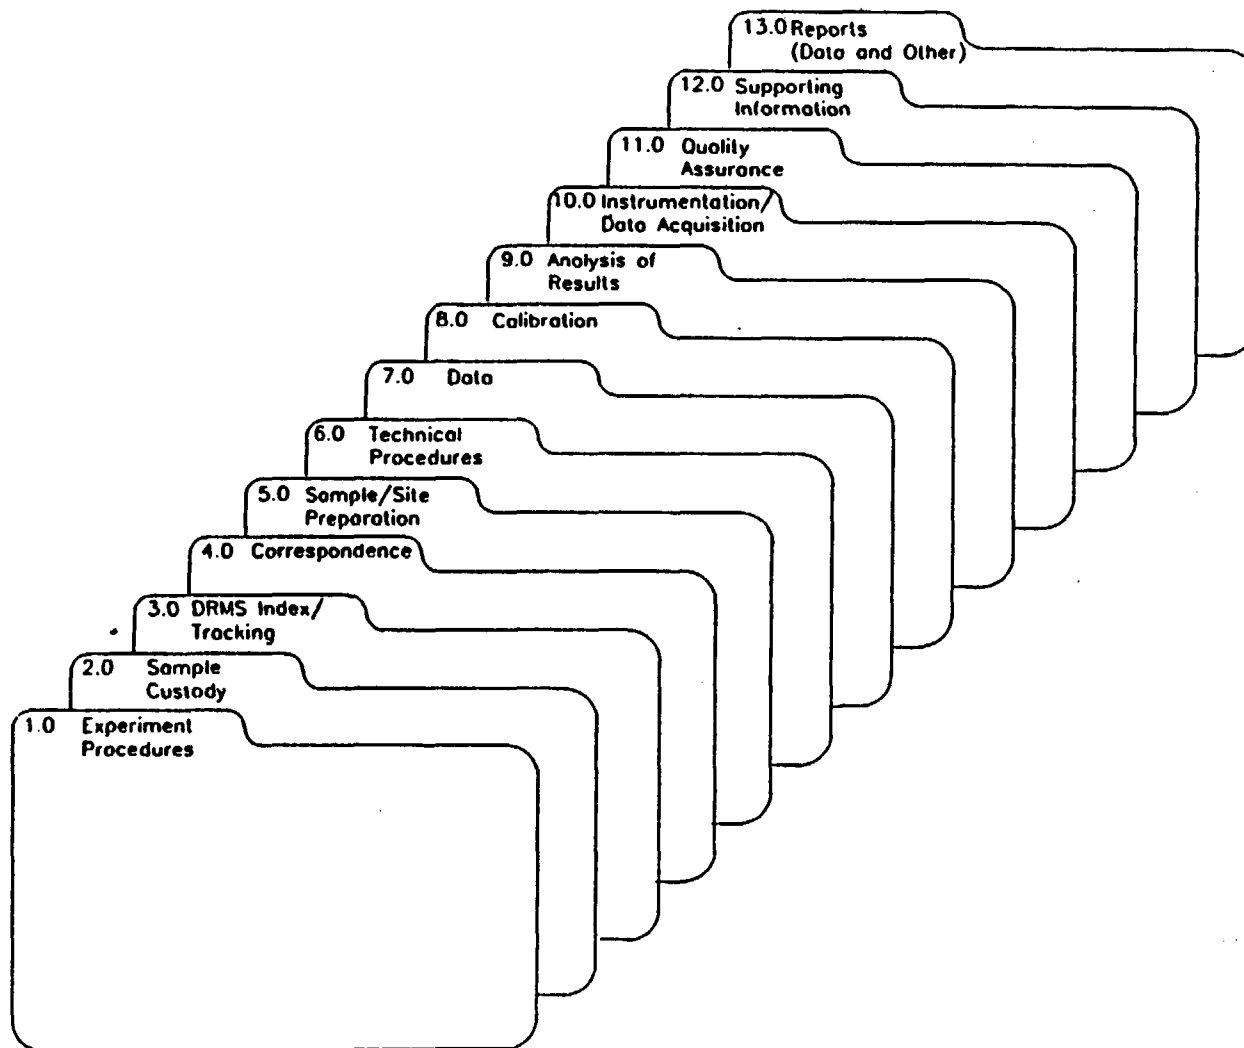 13.0 Reports
(Data and Other)
12.0 Supporting
Information
11.0 Quality
Assurance
10.0 Instrumentation/
Data Acquisition
9.0 Analysis of
Results
8.0 Calibration
7.0 Data
6.0 Technical
Procedures
5.0 Sample/Site
Preparation
4.0 Correspondence
3.0 DRMS Index/
Tracking
2.0 Sample
Custody
1.0 Experiment
Procedures